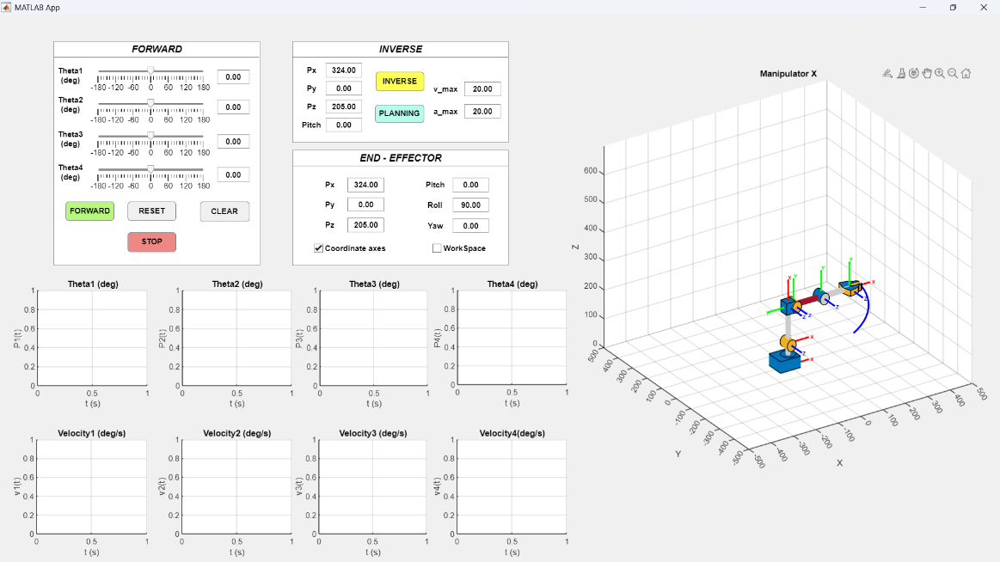 MATLAB App
FORWARD
Theta1
(deg)
-180 -120 -60 0 60 120 180
0.00
Theta2
(deg)
-180 -120 -60 0 60 120 180
0.00
Theta3
(deg)
-180 -120 -60 0 60 120 180
0.00
Theta4
(deg)
-180 -120 -60 0 60 120 180
0.00
FORWARD RESET CLEAR
STOP
INVERSE
Px 324.00
Py 0.00
Pz 205.00
Pitch 0.00
INVERSE
PLANNING
v_max 20.00
a_max 20.00
END - EFFECTOR
Px 324.00 Pitch 0.00
Py 0.00 Roll 90.00
Pz 205.00 Yaw 0.00
Coordinate axes WorkSpace
Manipulator X
Z
600
500
400
300
200
100
0
500
400
300
200
100
0
-100
-200
-300
-400
-500
Y
-500
-400
-300
-200
-100
0
100
200
300
400
500
X
X Y
Y
Y
Y
X
Z
Z Z
Z
X
Z
X
Theta1 (deg)
P1(t)
1
0.8
0.6
0.4
0.2
0
0 0.5 1
t (s)
Theta2 (deg)
P2(t)
1
0.8
0.6
0.4
0.2
0
0 0.5 1
t (s)
Theta3 (deg)
P3(t)
1
0.8
0.6
0.4
0.2
0
0 0.5 1
t (s)
Theta4 (deg)
P4(t)
1
0.8
0.6
0.4
0.2
0
0 0.5 1
t (s)
Velocity1 (deg/s)
v1(t)
1
0.8
0.6
0.4
0.2
0
0 0.5 1
t (s)
Velocity2 (deg/s)
v2(t)
1
0.8
0.6
0.4
0.2
0
0 0.5 1
t (s)
Velocity3 (deg/s)
v3(t)
1
0.8
0.6
0.4
0.2
0
0 0.5 1
t (s)
Velocity4(deg/s)
v4(t)
1
0.8
0.6
0.4
0.2
0
0 0.5 1
t (s)